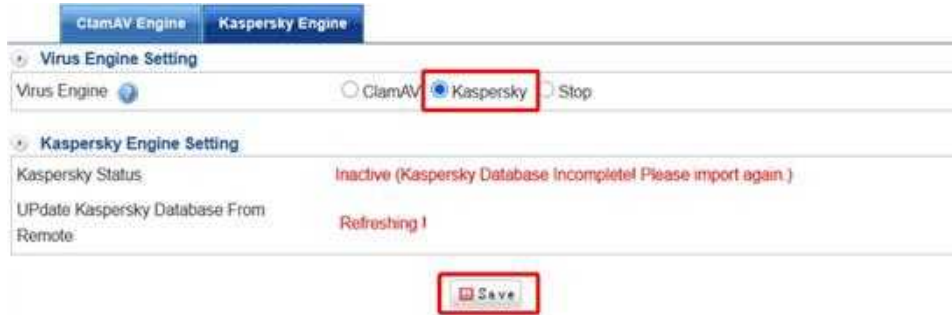 ClamAV Engine Kaspersky Engine
Virus Engine Setting
Virus Engine ClamAV Kaspersky Stop
Kaspersky Engine Setting
Kaspersky Status Inactive (Kaspersky Database Incomplete! Please import again.)
UPdate Kaspersky Database From
Remote
Refreshing !
Save